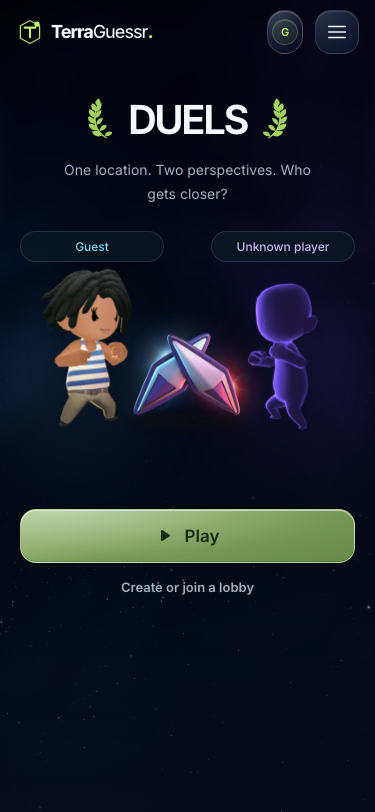 TerraGuessr.
G
DUELS
One location. Two perspectives. Who
gets closer?
Guest
Unknown player
Play
Create or join a lobby